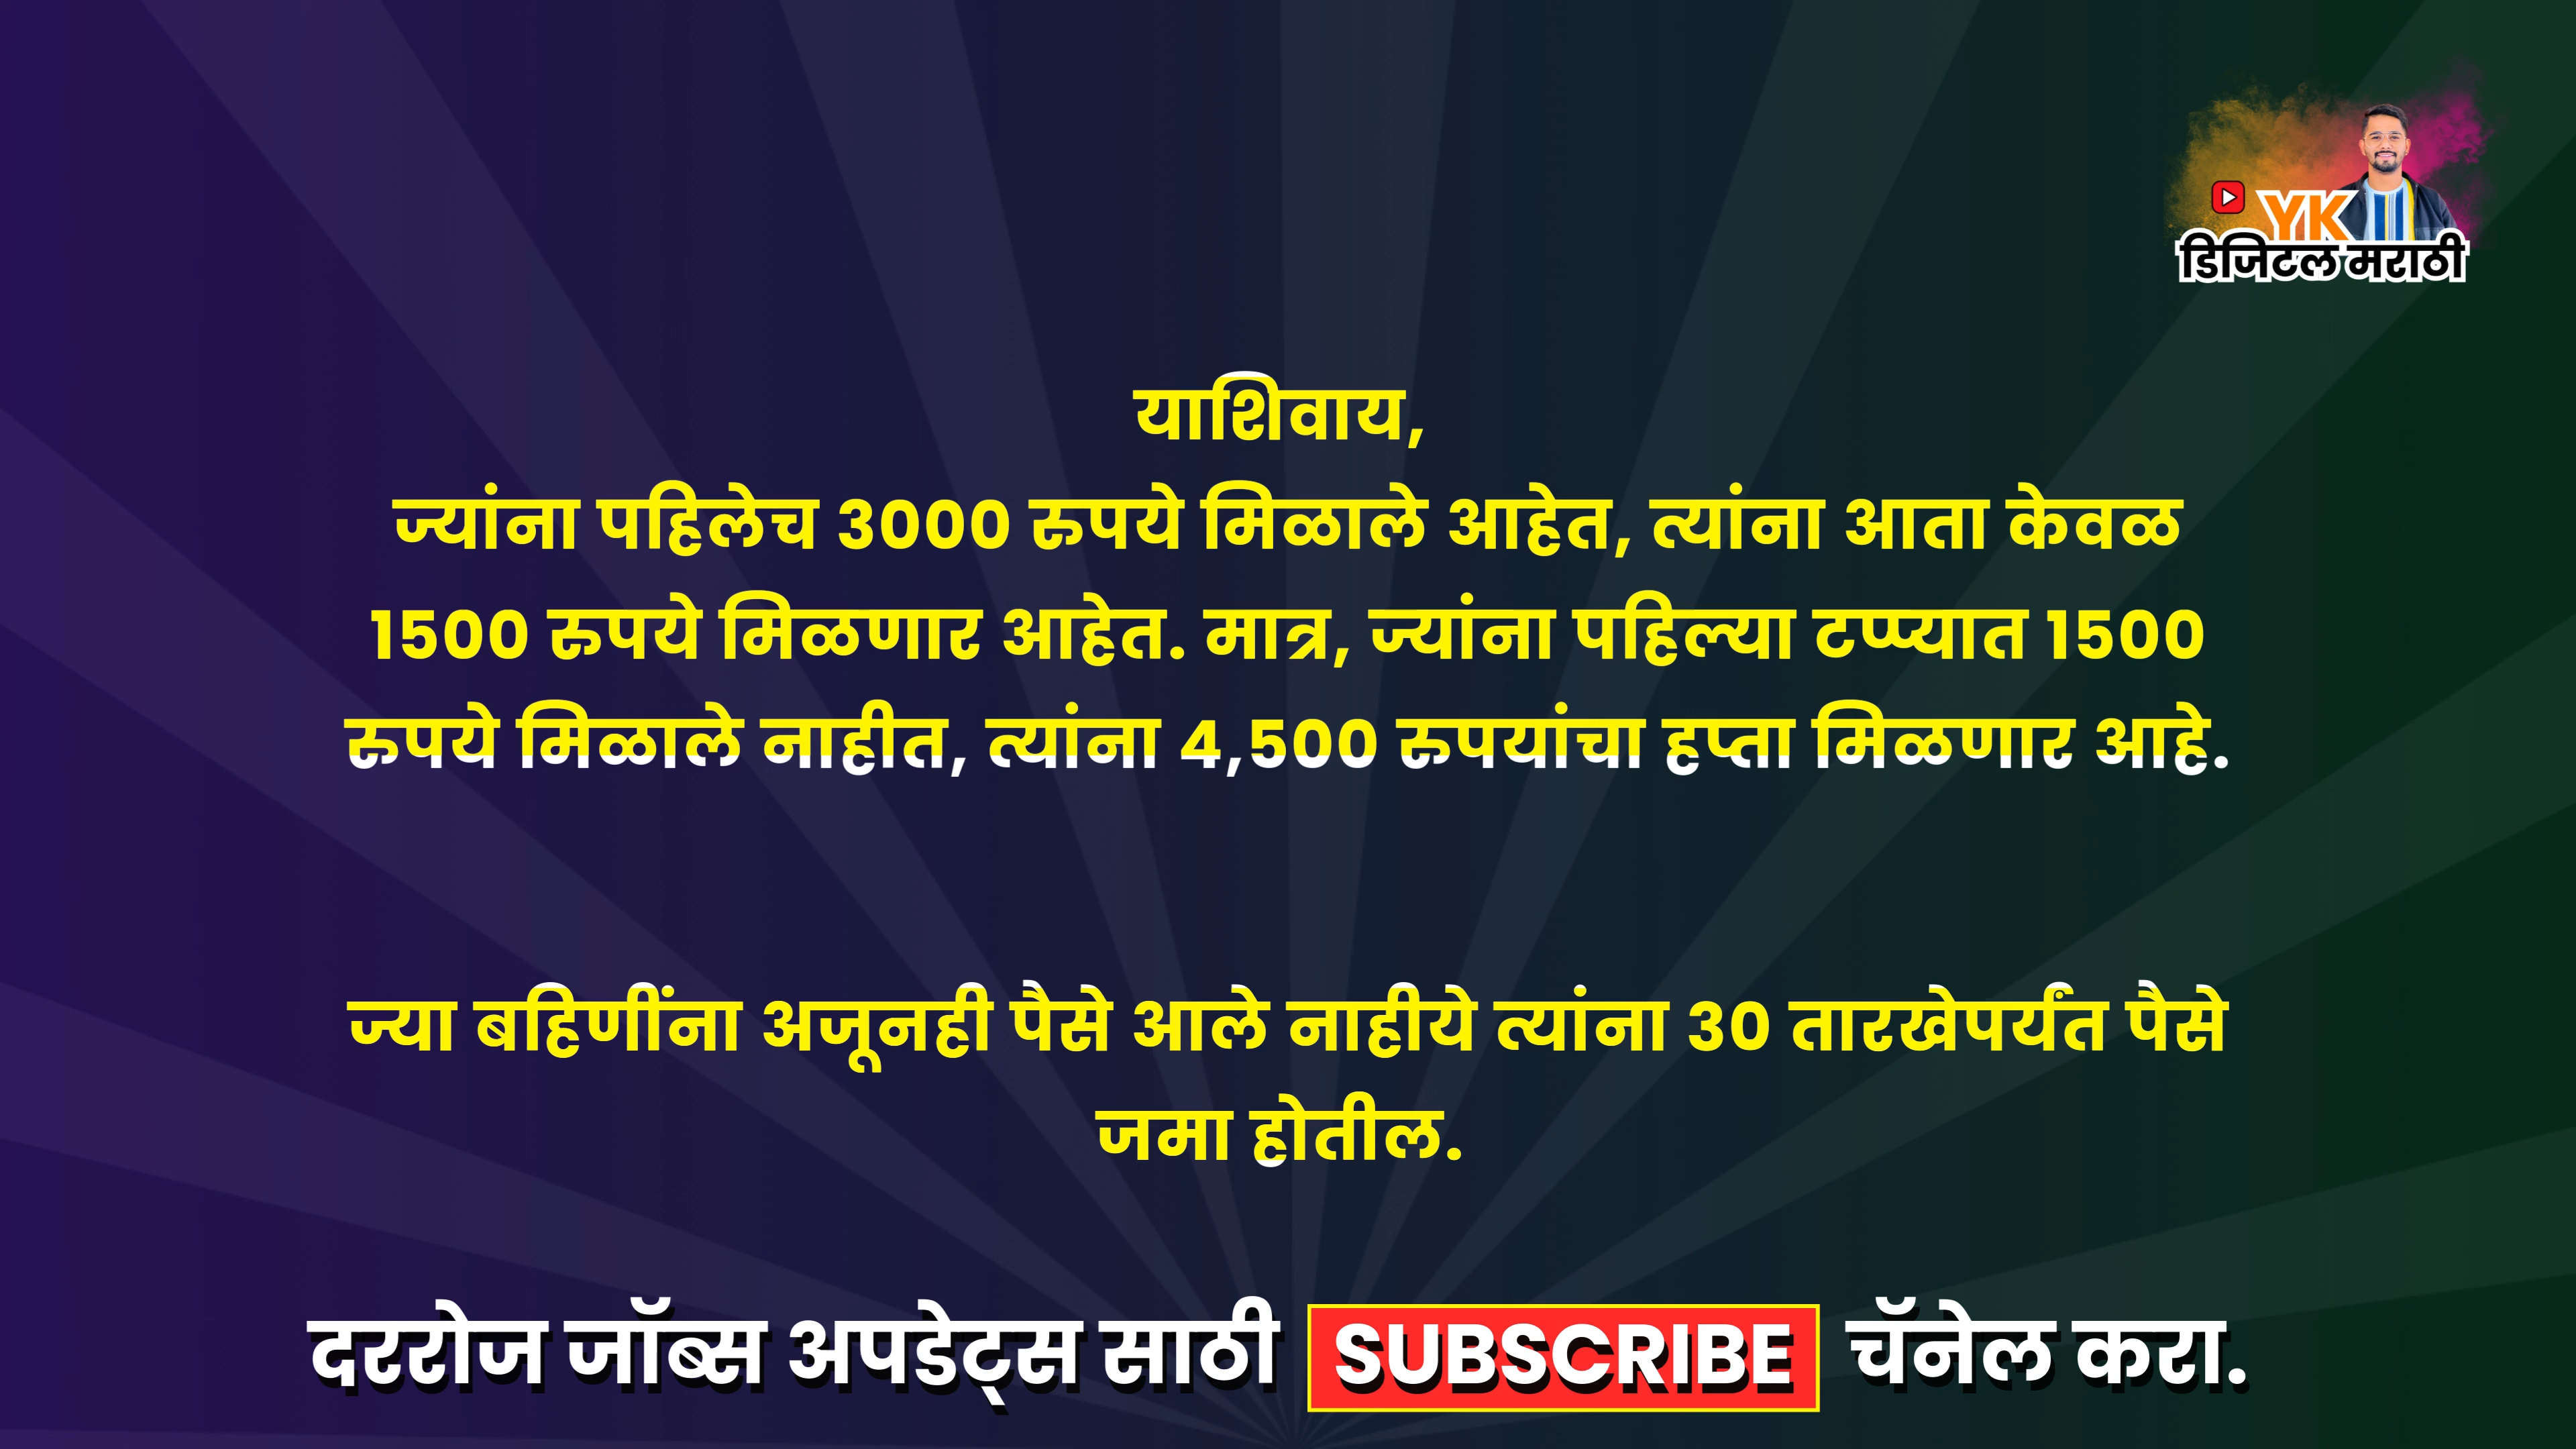 YK
डिजिटल मराठी
याशिवाय,
ज्यांना पहिलेच 3000 रुपये मिळाले आहेत, त्यांना आता केवळ
1500 रुपये मिळणार आहेत. मात्र, ज्यांना पहिल्या टप्प्यात 1500
रुपये मिळाले नाहीत, त्यांना 4,500 रुपयांचा हप्ता मिळणार आहे.
ज्या बहिणींना अजूनही पैसे आले नाहीये त्यांना 30 तारखेपर्यंत पैसे
जमा होतील.
दररोज जॉब्स अपडेट्स साठी SUBSCRIBE चॅनेल करा.